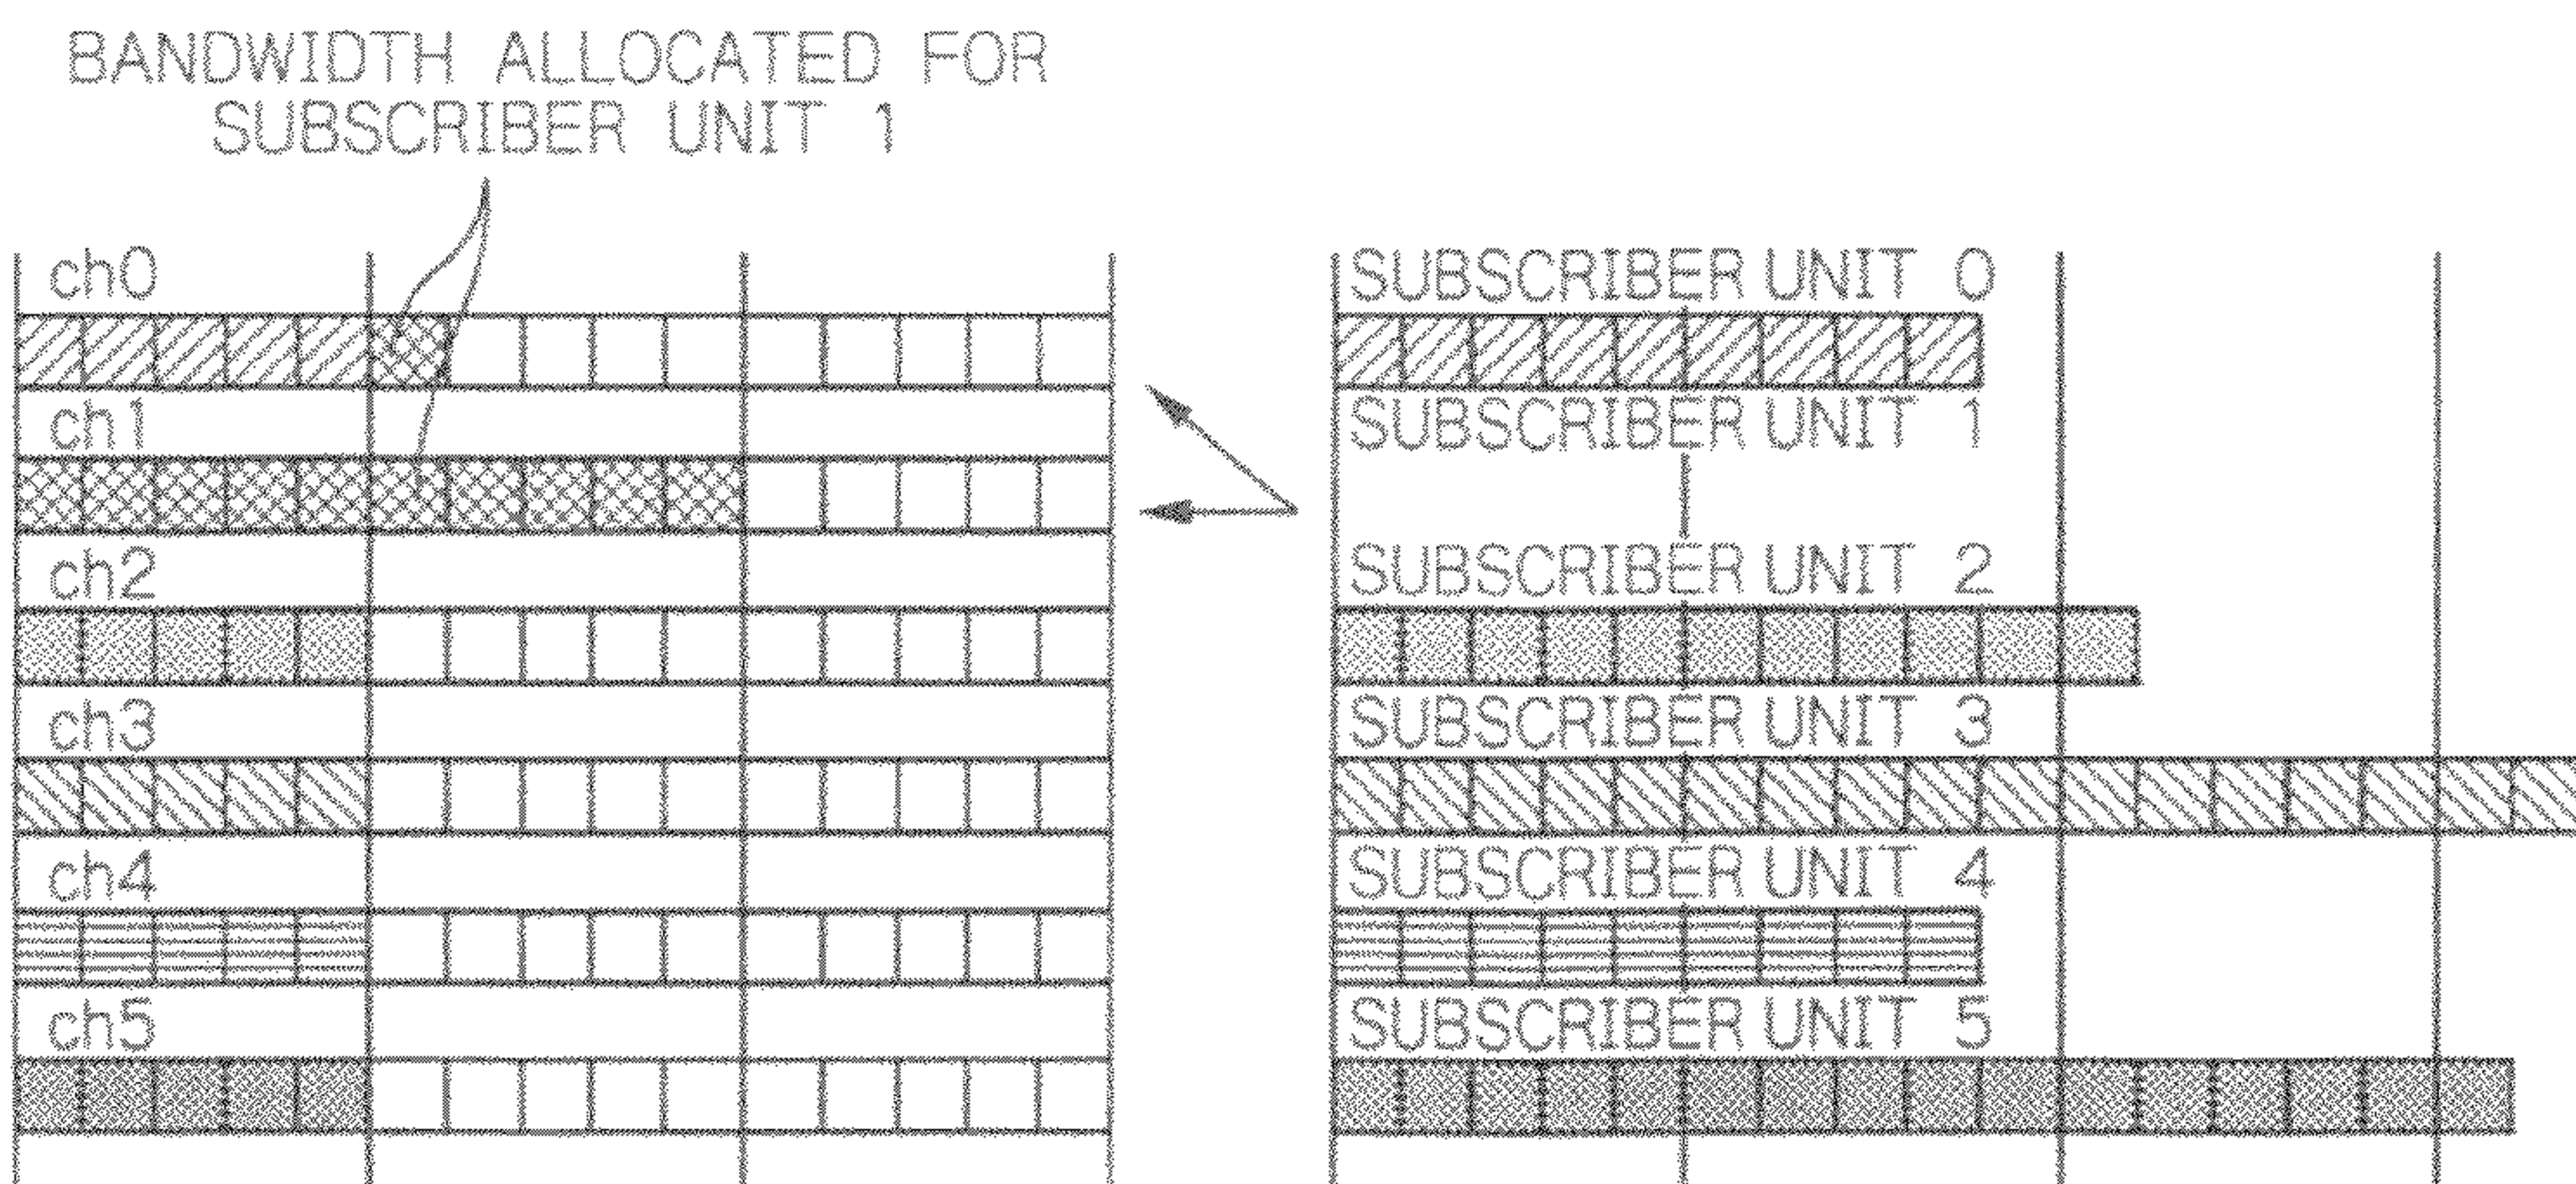 BANDWIDTH ALLOCATED FOR
SUBSCRIBER UNIT 1
ch0
ch1
ch2
ch3
ch4
ch5
SUBSCRIBER UNIT 0
SUBSCRIBER UNIT 1
SUBSCRIBER UNIT 2
SUBSCRIBER UNIT 3
SUBSCRIBER UNIT 4
SUBSCRIBER UNIT 5